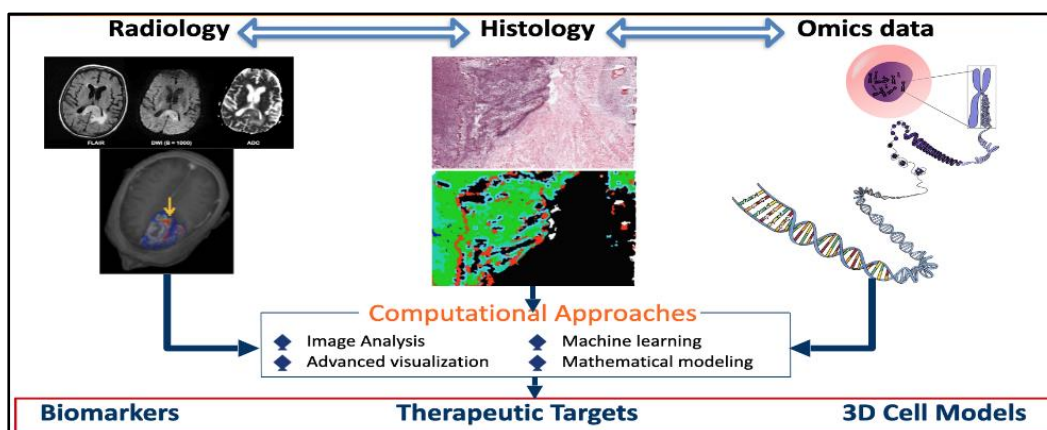 Radiology Histology Omics data
FLAIR DWI (B = 1000) ADC
Computational Approaches
Image Analysis Machine learning
Advanced visualization Mathematical modeling
Biomarkers Therapeutic Targets 3D Cell Models